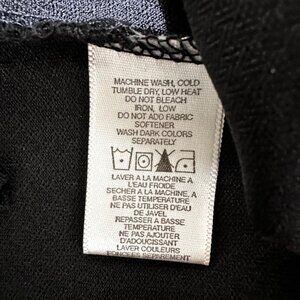 MACHINE WASH, COLD
TUMBLE DRY, LOW HEAT
DO NOT BLEACH
IRON, LOW
DO NOT ADD FABRIC
SOFTENER
WASH DARK COLORS
SEPARATELY
LAVER A LA MACHINE A
L'EAU FROIDE
SECHER A LA MACHINE, A
BASSE TEMPERATURE
NE PAS UTILISER D'EAU
DE JAVEL
REPASSER A BASSE
TEMPERATURE
NE PAS AJOUTER
D'ADOUCISSANT
LAVER COULEURS
FONCEES SEPAREMENT